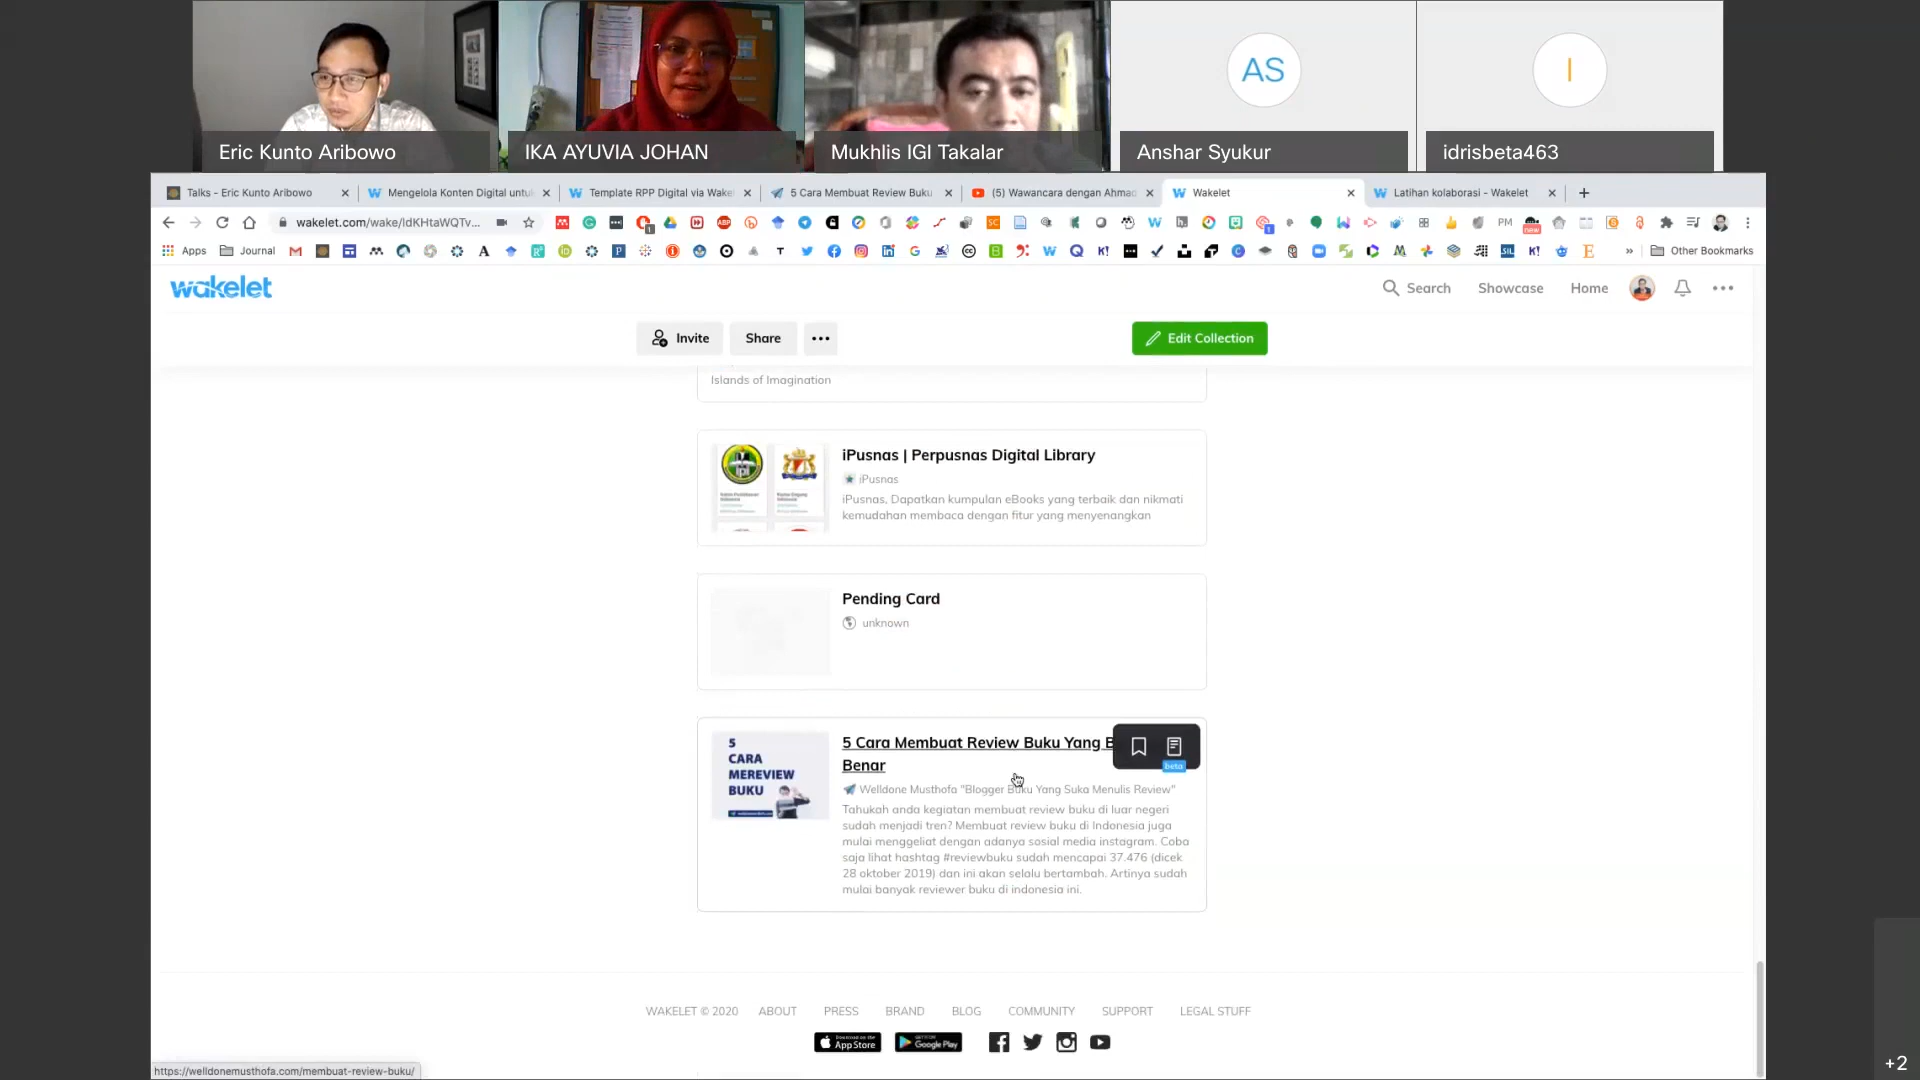 AS
I
Eric Kunto Aribowo
IKA AYUVIA JOHAN
Mukhlis IGI Takalar
Anshar Syukur
idrisbeta463
Talks - Eric Kunto Aribowo
Mengelola Konten Digital untu
Template RPP Digital via Wake
5 Cara Membuat Review Buku
(5) Wawancara dengan Ahmad
Wakelet
Latihan kolaborasi - Wakelet
wakelet.com/wake/IdKHtaWQTv...
Apps
Journal
Other Bookmarks
wakelet
Search
Showcase
Home
Invite
Share
Edit Collection
Islands of Imagination
iPusnas | Perpusnas Digital Library
iPusnas
iPusnas, Dapatkan kumpulan eBooks yang terbaik dan nikmati
kemudahan membaca dengan fitur yang menyenangkan
Pending Card
unknown
5
CARA
MEREVIEW
BUKU
5 Cara Membuat Review Buku Yang B
Benar
beta
Welldone Musthofa "Blogger Buku Yang Suka Menulis Review"
Tahukah anda kegiatan membuat review buku di luar negeri
sudah menjadi tren? Membuat review buku di Indonesia juga
mulai menggeliat dengan adanya sosial media instagram. Coba
saja lihat hashtag #reviewbuku sudah mencapai 37.476 (dicek
28 oktober 2019) dan ini akan selalu bertambah. Artinya sudah
mulai banyak reviewer buku di indonesia ini.
WAKELET © 2020
ABOUT
PRESS
BRAND
BLOG
COMMUNITY
SUPPORT
LEGAL STUFF
App Store
Google Play
https://welldonemusthofa.com/membuat-review-buku/
+2